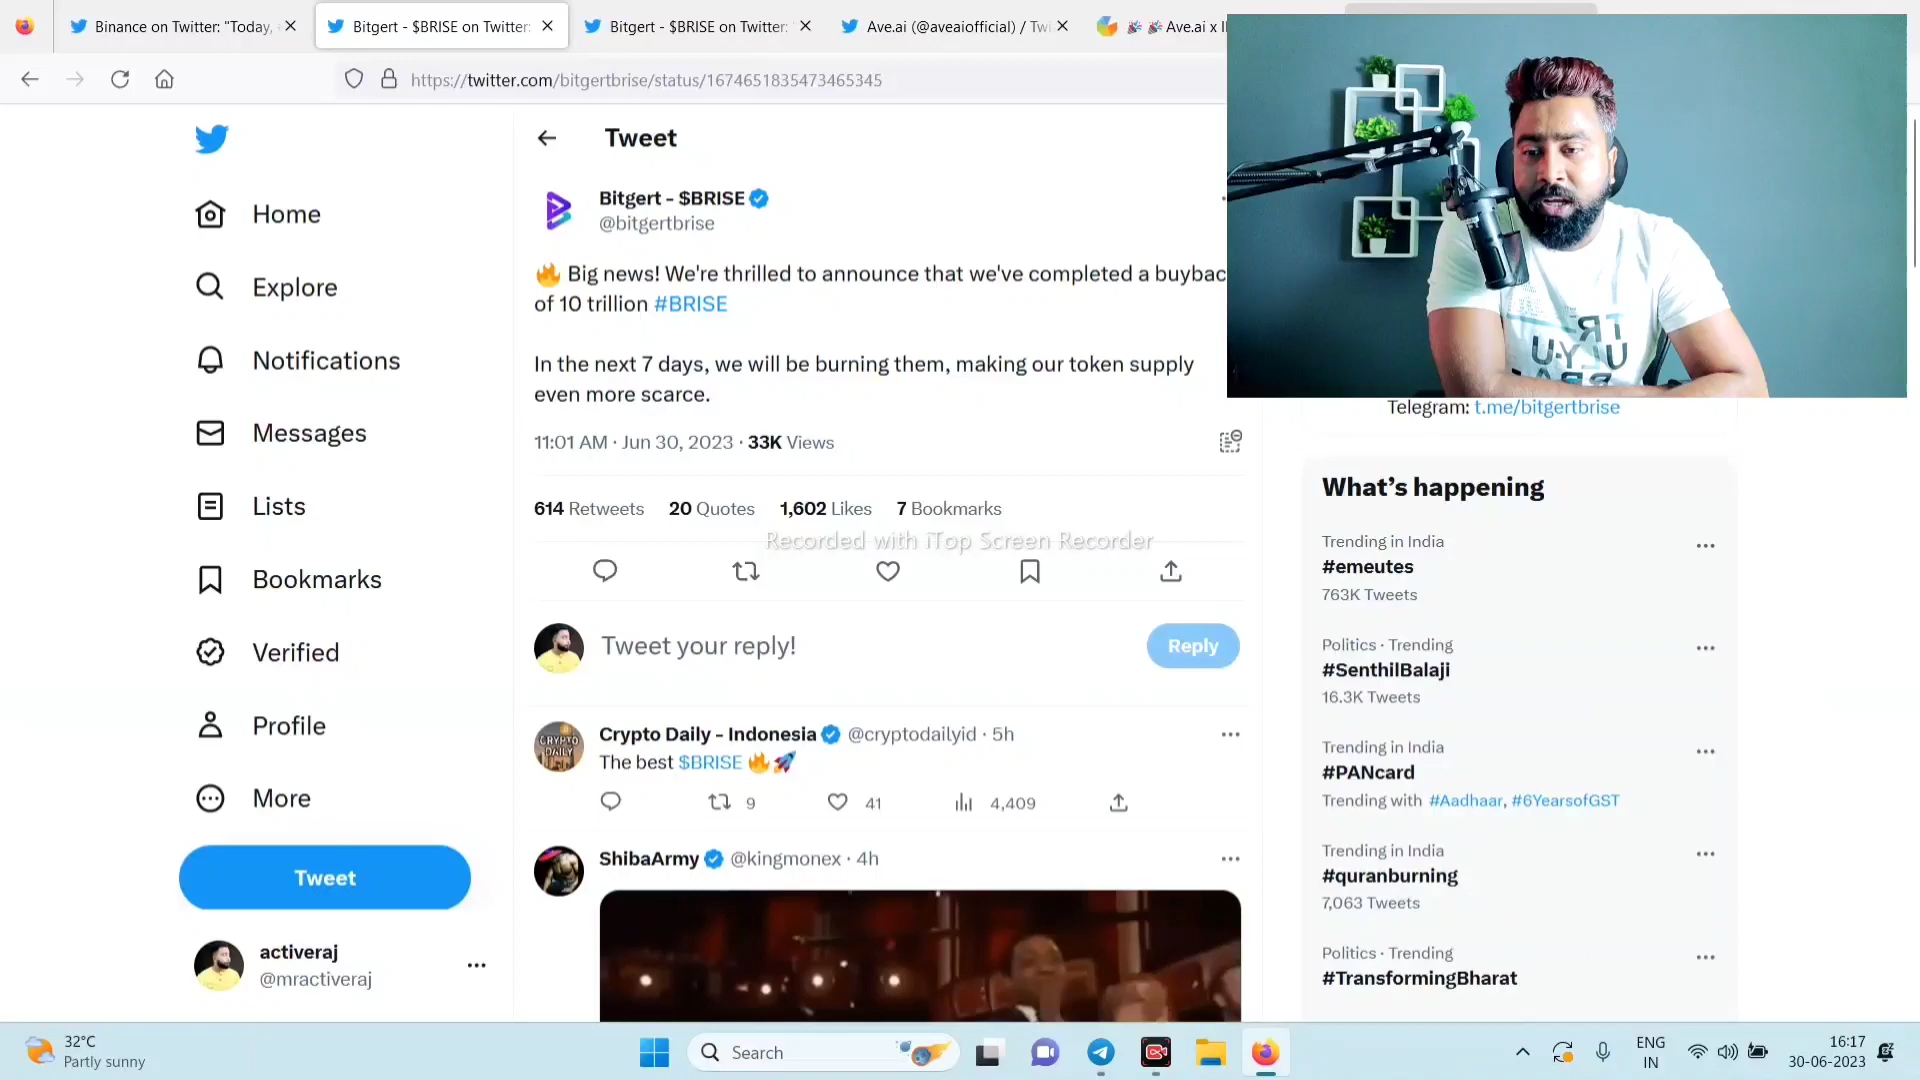 Binance on Twitter: "Today,
Bitgert - $BRISE on Twitter:
Bitgert - $BRISE on Twitter:
Ave.ai (@aveaiofficial) / Tw
Ave.ai x
https://twitter.com/bitgertbrise/status/1674651835473465345
Home
Explore
Notifications
Messages
Lists
Bookmarks
Verified
Profile
More
Tweet
activeraj
@mractiveraj
Tweet
Bitgert - $BRISE
@bitgertbrise
🔥 Big news! We're thrilled to announce that we've completed a buybac
of 10 trillion #BRISE
In the next 7 days, we will be burning them, making our token supply
even more scarce.
11:01 AM · Jun 30, 2023 · 33K Views
614 Retweets 20 Quotes 1,602 Likes 7 Bookmarks
Recorded with iTop Screen Recorder
Tweet your reply!
Reply
CRYPTO
DAILY
Crypto Daily - Indonesia @cryptodailyid · 5h
The best $BRISE 🔥🚀
9 41 4,409
ShibaArmy @kingmonex · 4h
Telegram: t.me/bitgertbrise
What's happening
Trending in India
#emeutes
763K Tweets
Politics · Trending
#SenthilBalaji
16.3K Tweets
Trending in India
#PANcard
Trending with #Aadhaar, #6YearsofGST
Trending in India
#quranburning
7,063 Tweets
Politics · Trending
#TransformingBharat
32°C
Partly sunny
Search
ENG
IN
16:17
30-06-2023